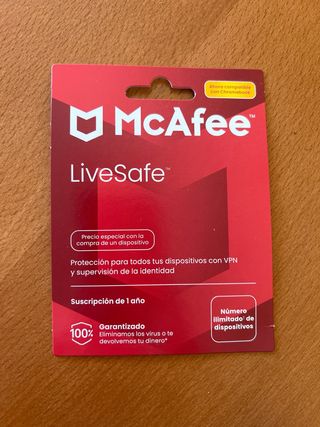 Ahora compatible
con Chromebook
McAfee™
LiveSafe™
Precio especial con la
compra de un dispositivo
Protección para todos tus dispositivos con VPN
y supervisión de la identidad
Suscripción de 1 año
100%
Garantizado
Eliminamos los virus o te
devolvemos tu dinero*
Número
ilimitado* de
dispositivos